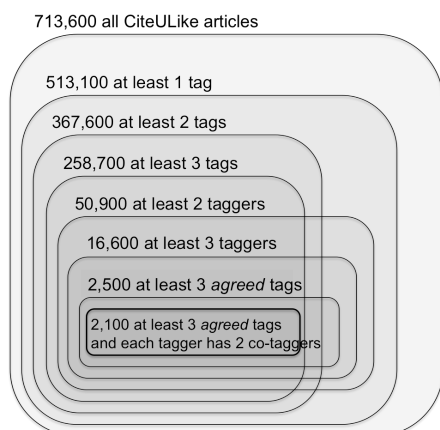 713,600 all CiteULike articles
513,100 at least 1 tag
367,600 at least 2 tags
258,700 at least 3 tags
50,900 at least 2 taggers
16,600 at least 3 taggers
2,500 at least 3 agreed tags
2,100 at least 3 agreed tags
and each tagger has 2 co-taggers